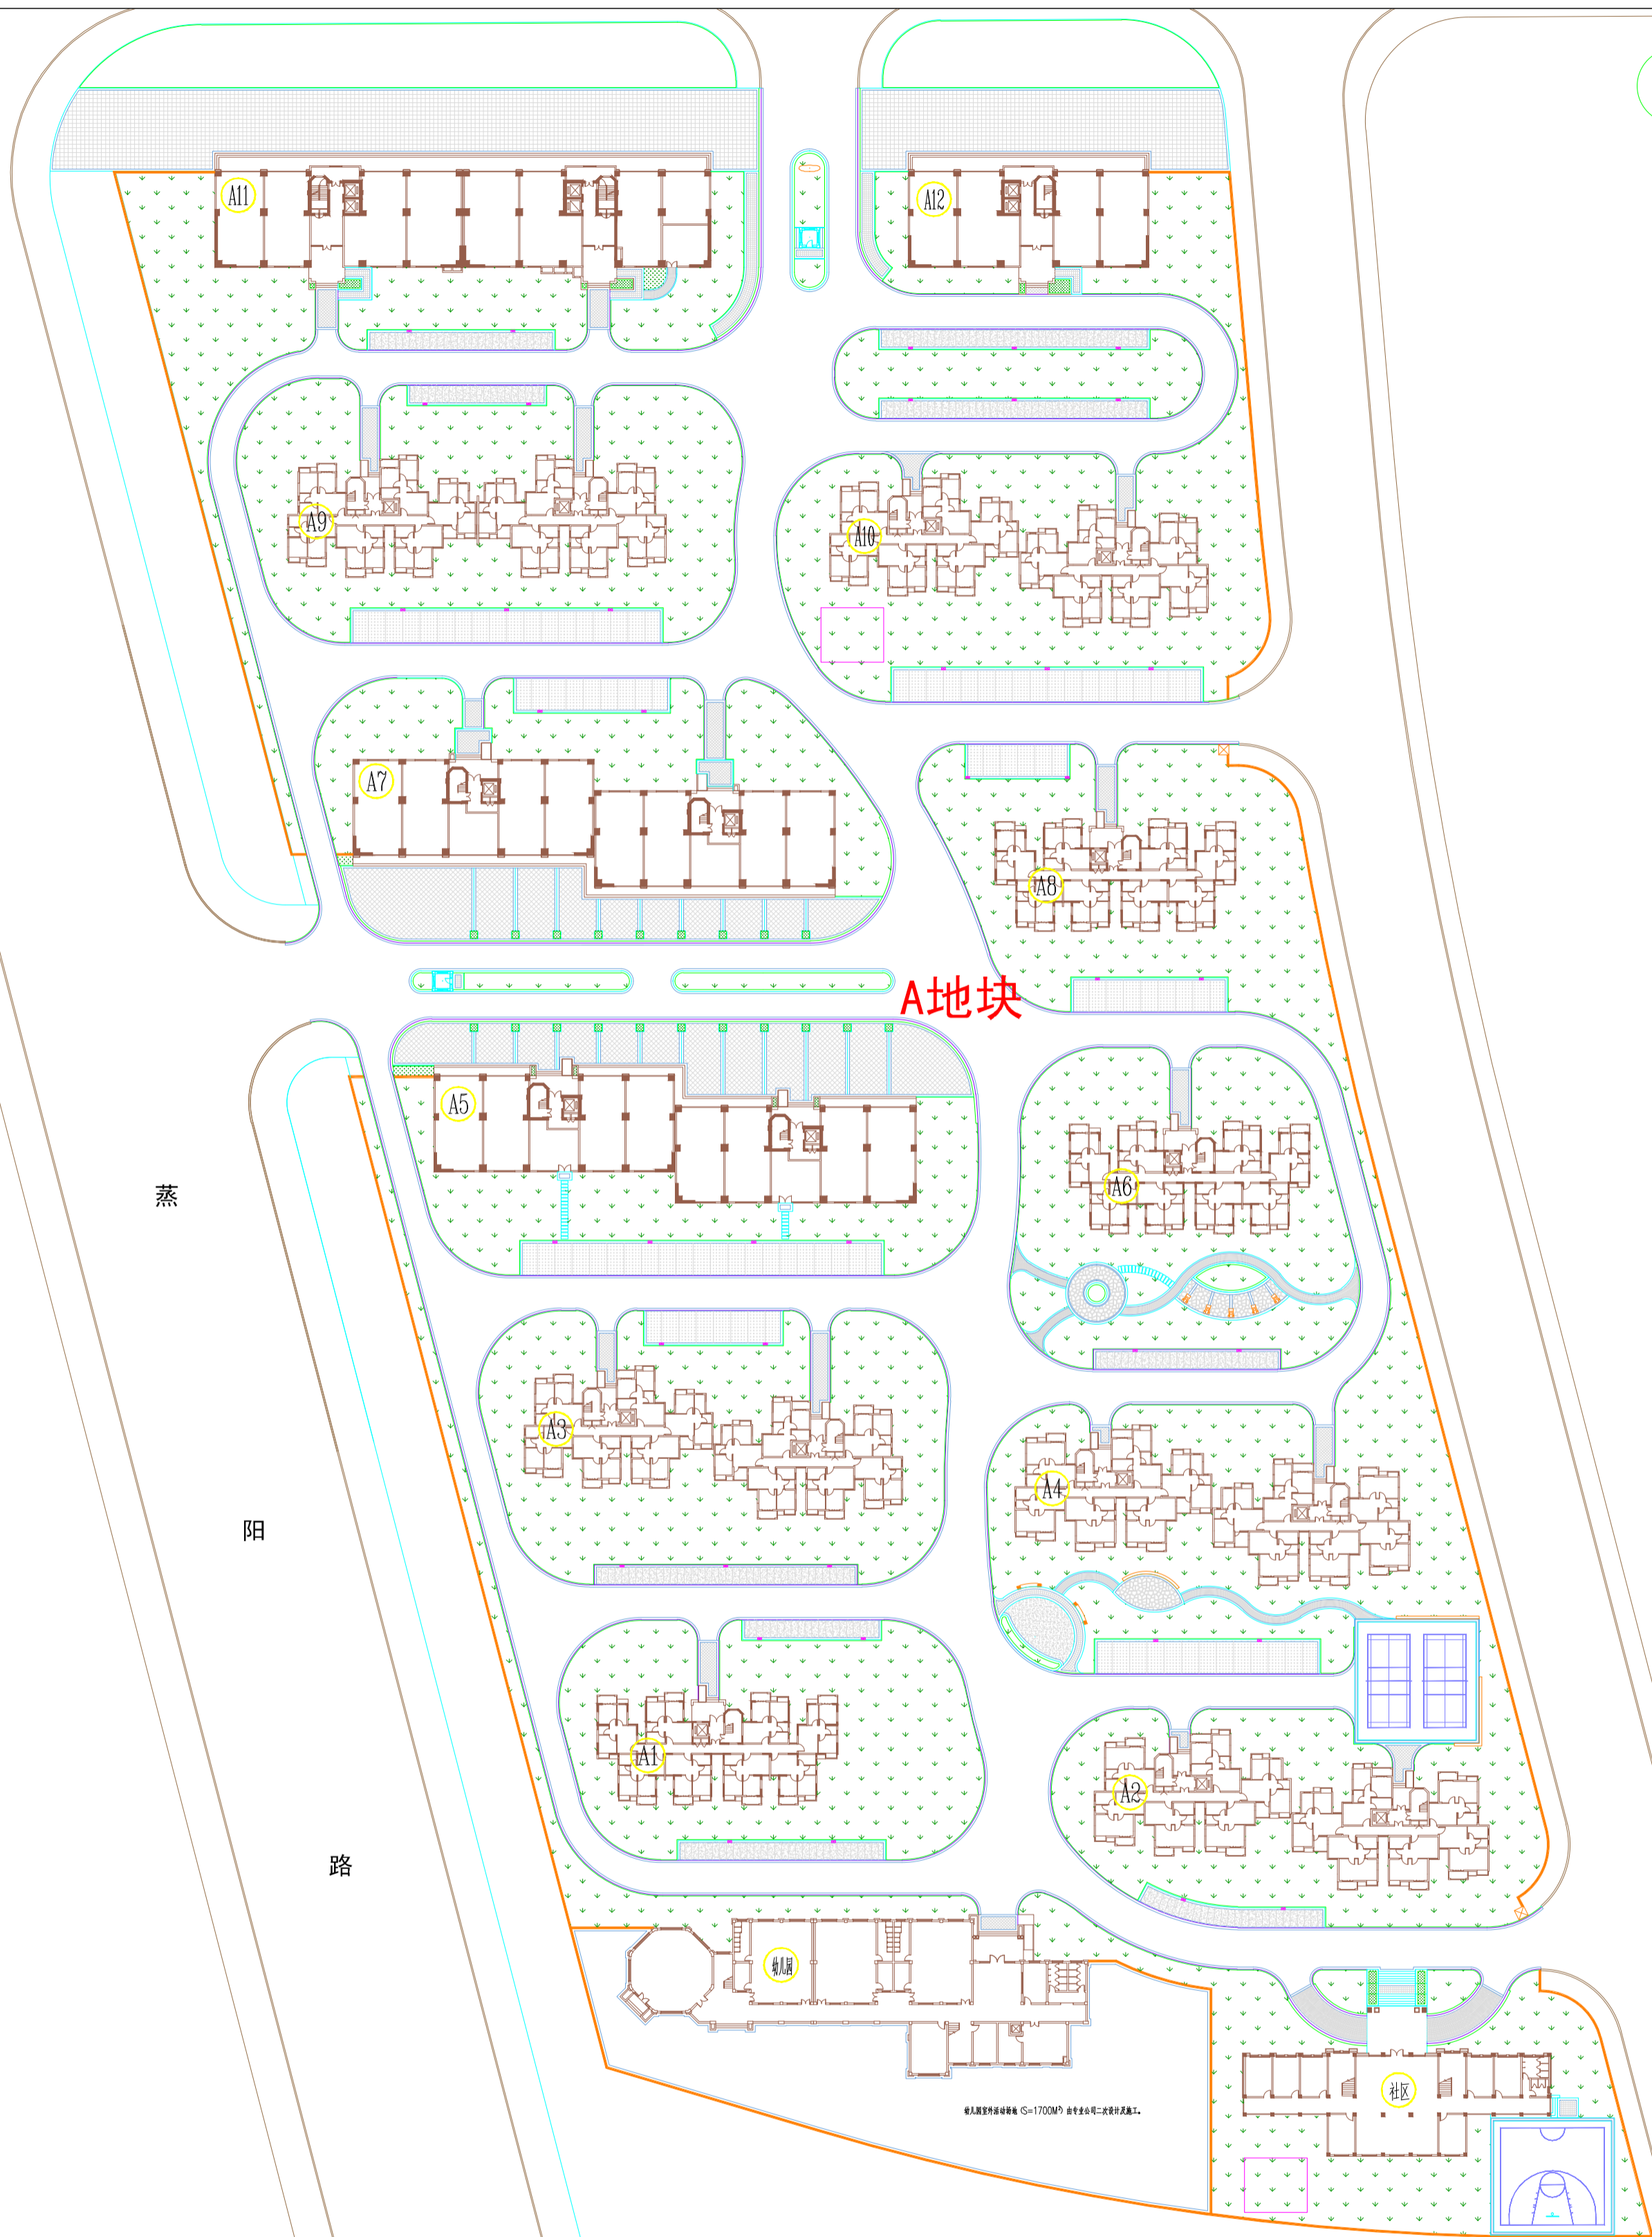 A11
A12
A9
A10
A7
A8
A地块
A5
A6
蒸
阳
路
A3
A4
A1
A2
幼儿园
社区
幼儿园室外活动场地（S=1700M²）由专业公司二次设计及施工。